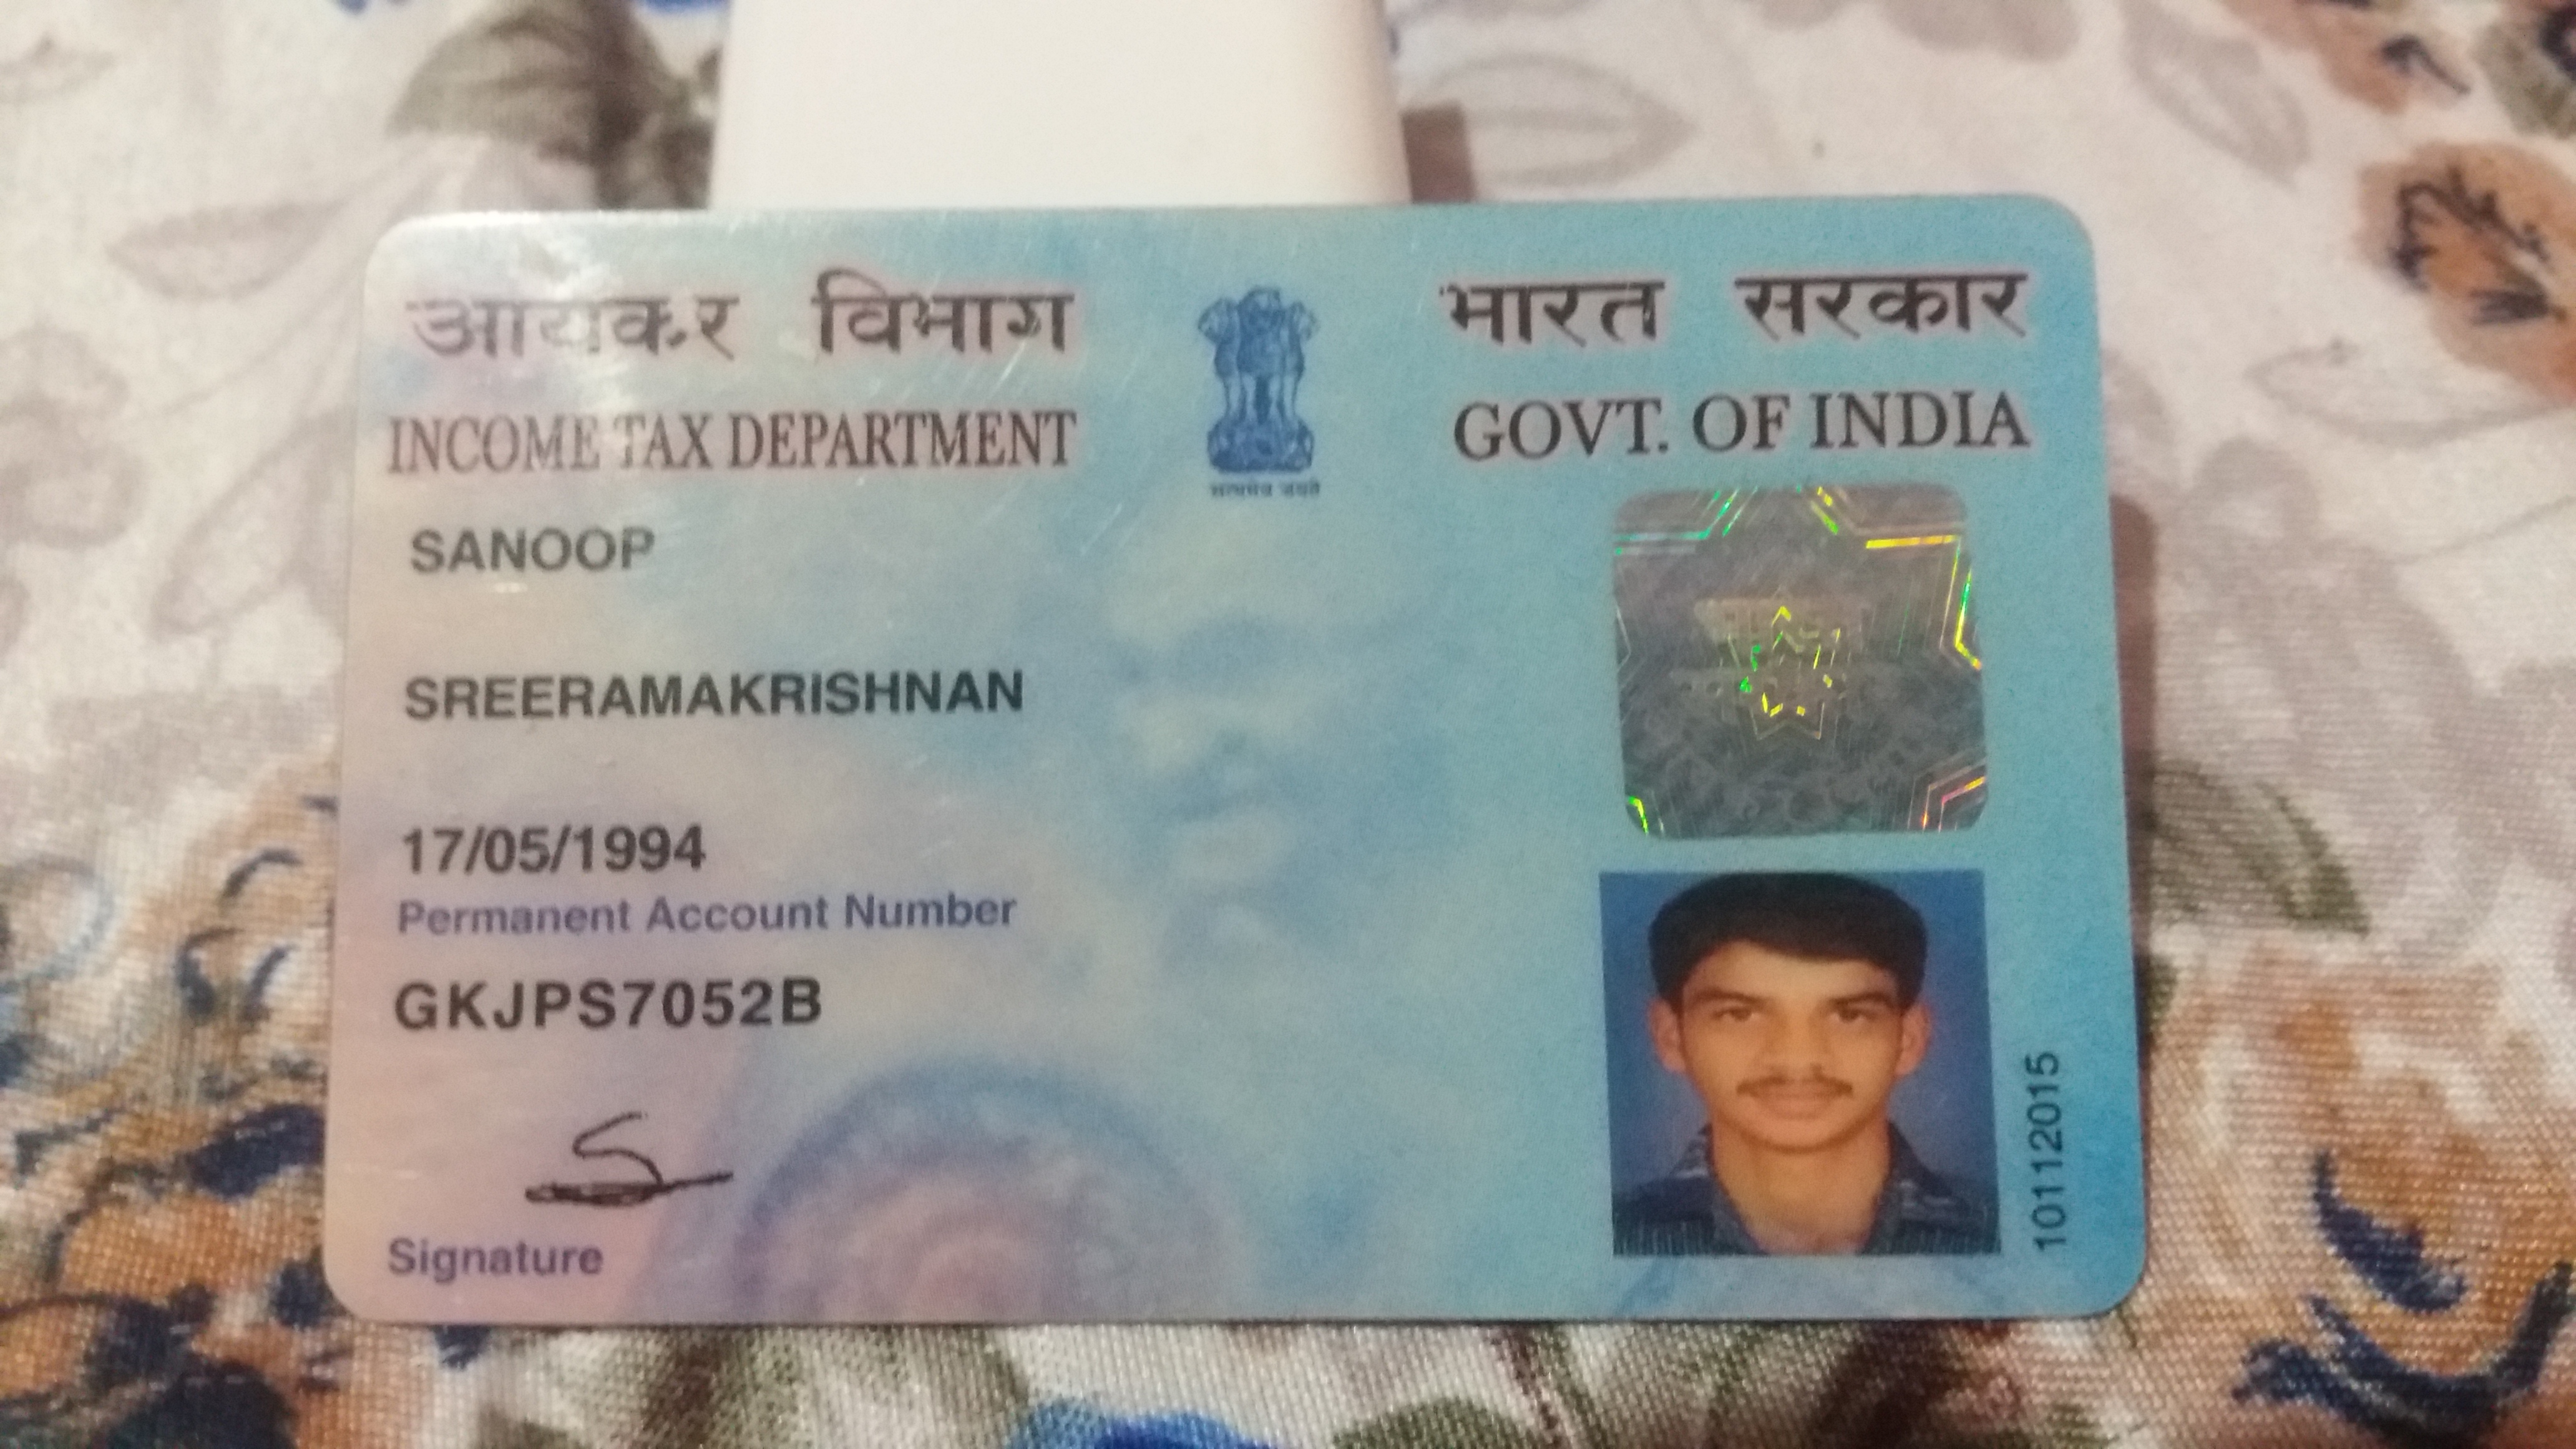 आयकर विभाग
INCOME TAX DEPARTMENT
सत्यमेव जयते
भारत सरकार
GOVT. OF INDIA
SANOOP
SREERAMAKRISHNAN
17/05/1994
Permanent Account Number
GKJPS7052B
Signature
10112015